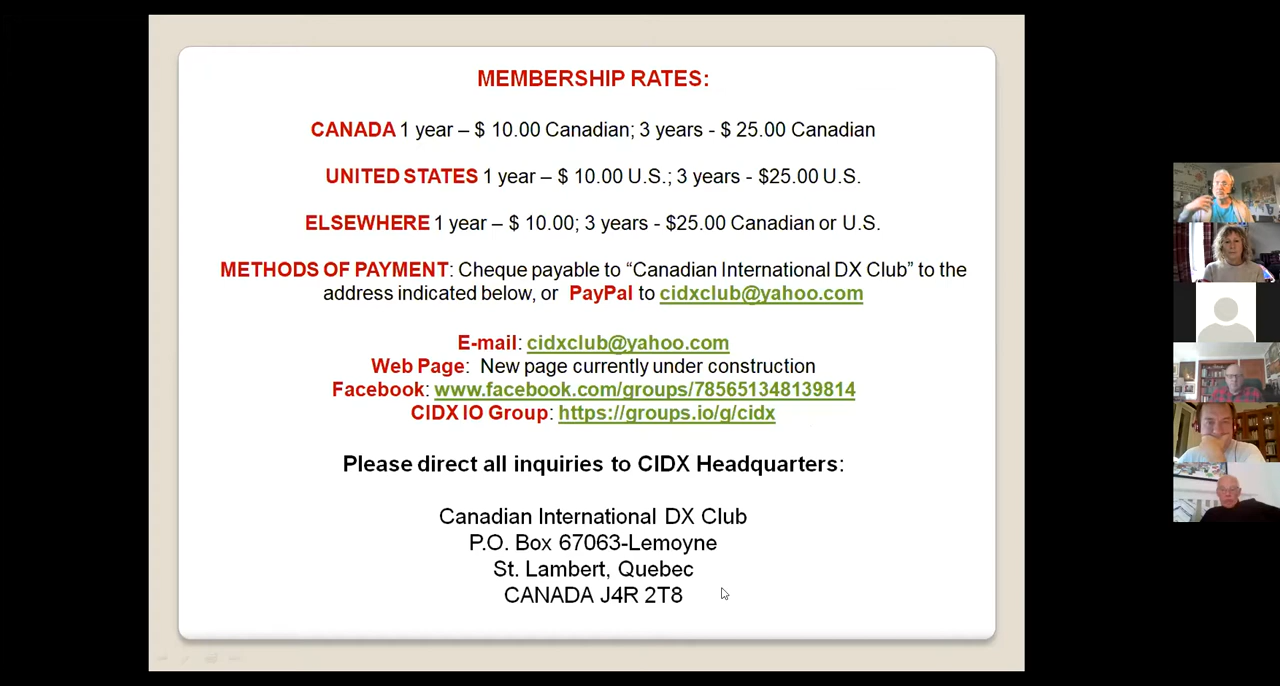 MEMBERSHIP RATES:
CANADA 1 year – $ 10.00 Canadian; 3 years - $ 25.00 Canadian
UNITED STATES 1 year – $ 10.00 U.S.; 3 years - $25.00 U.S.
ELSEWHERE 1 year – $ 10.00; 3 years - $25.00 Canadian or U.S.
METHODS OF PAYMENT: Cheque payable to “Canadian International DX Club” to the
address indicated below, or PayPal to cidxclub@yahoo.com
E-mail: cidxclub@yahoo.com
Web Page: New page currently under construction
Facebook: www.facebook.com/groups/785651348139814
CIDX IO Group: https://groups.io/g/cidx
Please direct all inquiries to CIDX Headquarters:
Canadian International DX Club
P.O. Box 67063-Lemoyne
St. Lambert, Quebec
CANADA J4R 2T8